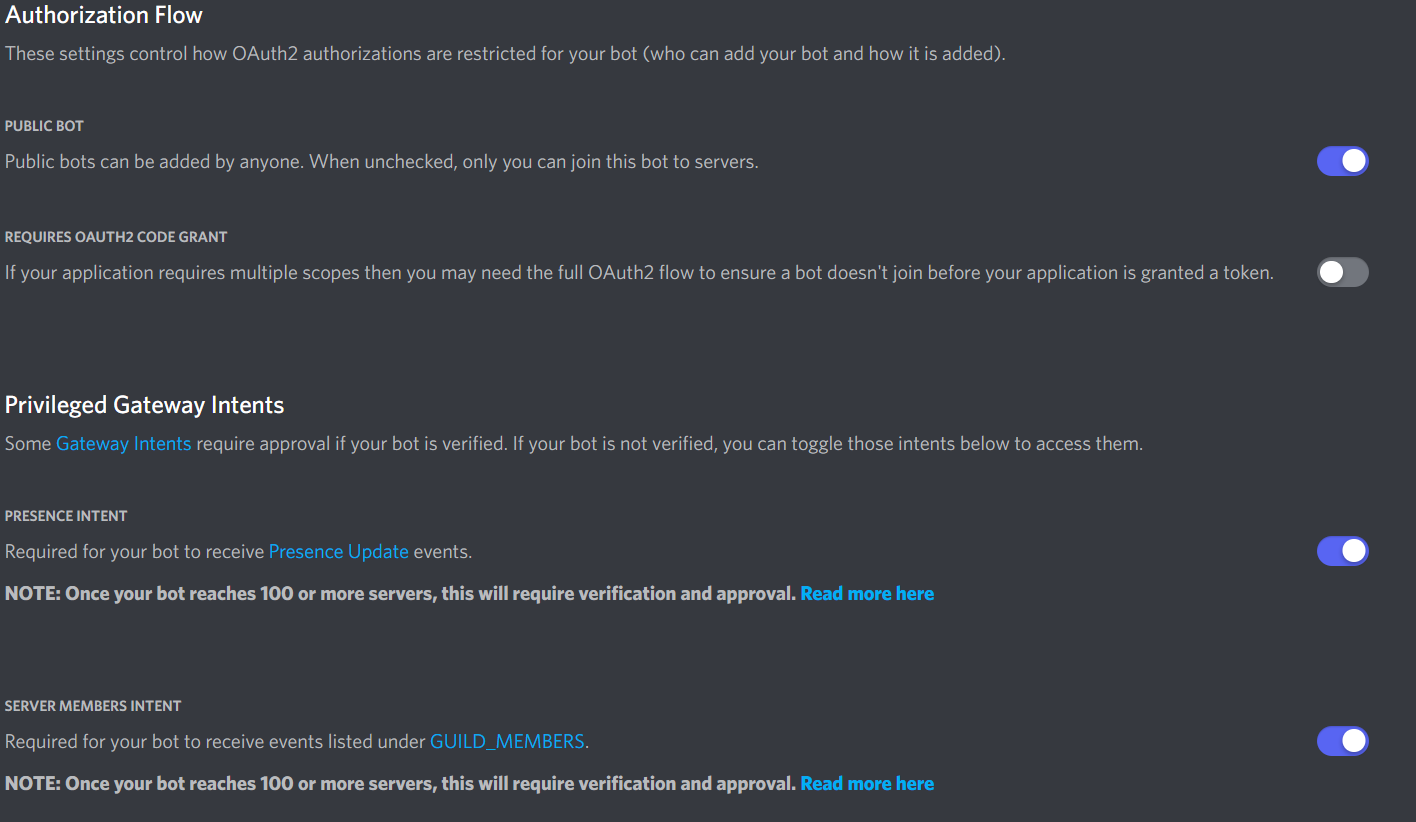 Authorization Flow
These settings control how OAuth2 authorizations are restricted for your bot (who can add your bot and how it is added).
PUBLIC BOT
Public bots can be added by anyone. When unchecked, only you can join this bot to servers.
REQUIRES OAUTH2 CODE GRANT
If your application requires multiple scopes then you may need the full OAuth2 flow to ensure a bot doesn't join before your application is granted a token.
Privileged Gateway Intents
Some Gateway Intents require approval if your bot is verified. If your bot is not verified, you can toggle those intents below to access them.
PRESENCE INTENT
Required for your bot to receive Presence Update events.
NOTE: Once your bot reaches 100 or more servers, this will require verification and approval. Read more here
SERVER MEMBERS INTENT
Required for your bot to receive events listed under GUILD_MEMBERS.
NOTE: Once your bot reaches 100 or more servers, this will require verification and approval. Read more here